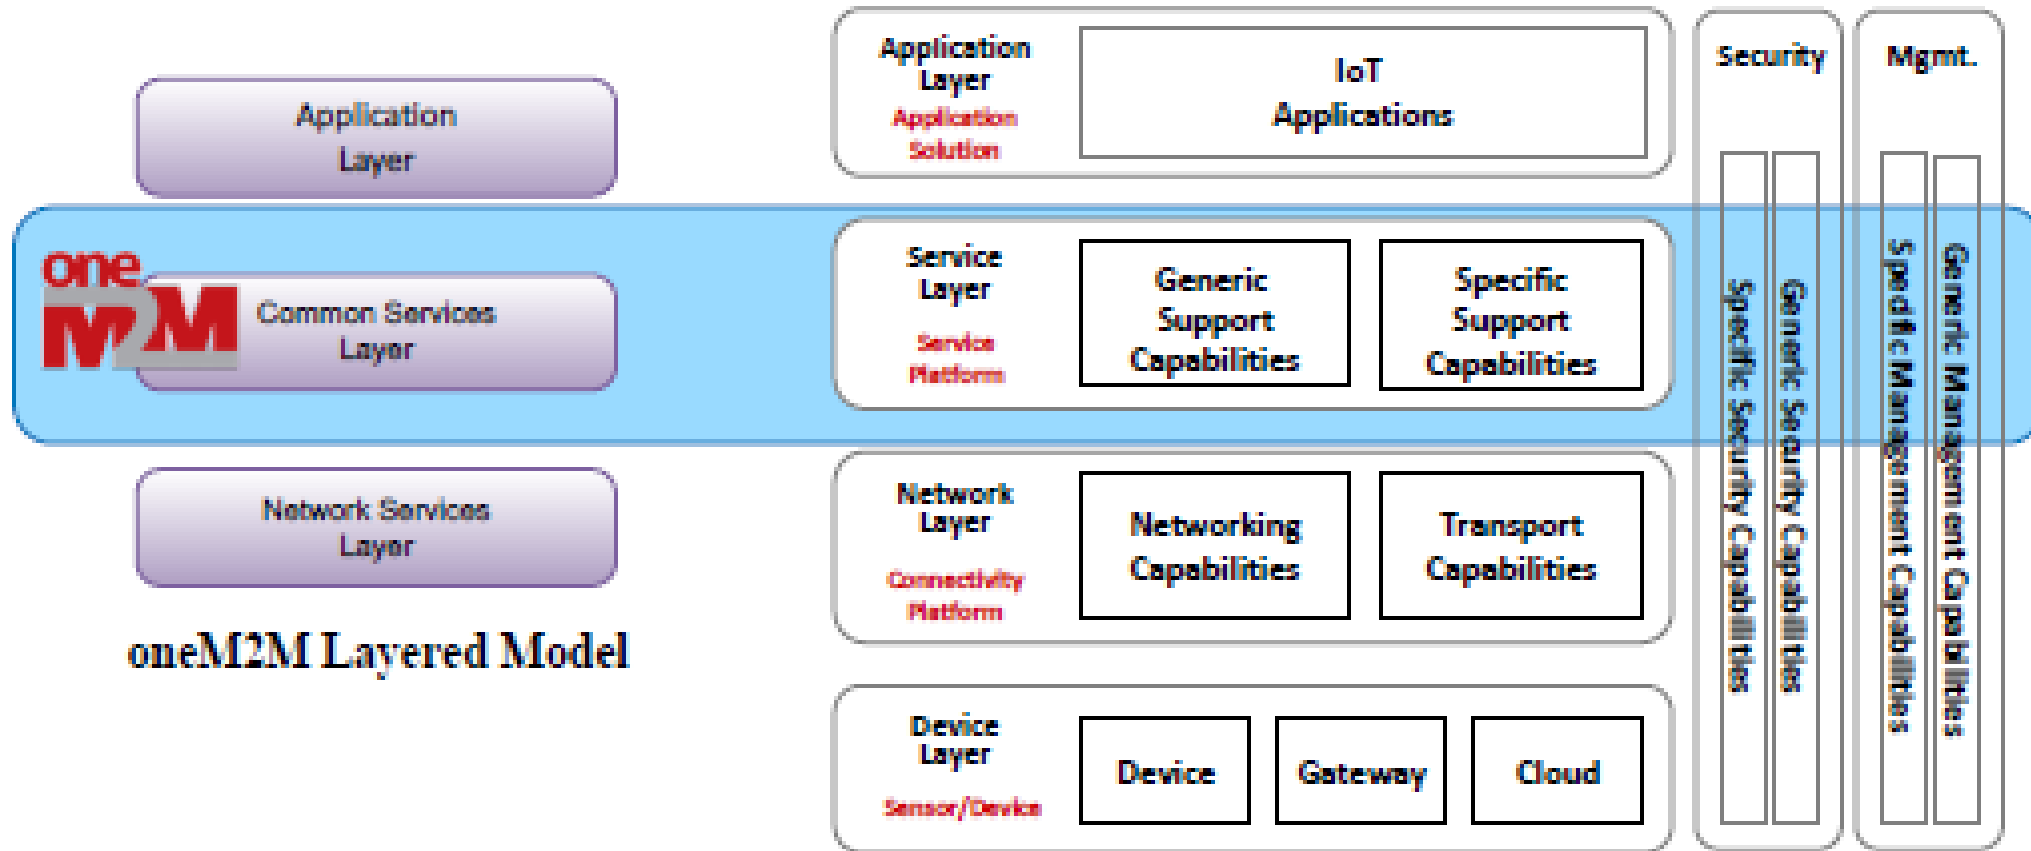 Application
Layer
one
M2M
Common Services
Layer
Network Services
Layer
oneM2M Layered Model
Application
Layer
Application
Solution
IoT
Applications
Service
Layer
Service
Platform
Generic
Support
Capabilities
Specific
Support
Capabilities
Network
Layer
Connectivity
Platform
Networking
Capabilities
Transport
Capabilities
Device
Layer
Sensor/Device
Device
Gateway
Cloud
Security
Specific Security Capabilities
Generic Security Capabilities
Mgmt.
Specific Management Capabilities
Generic Management Capabilities